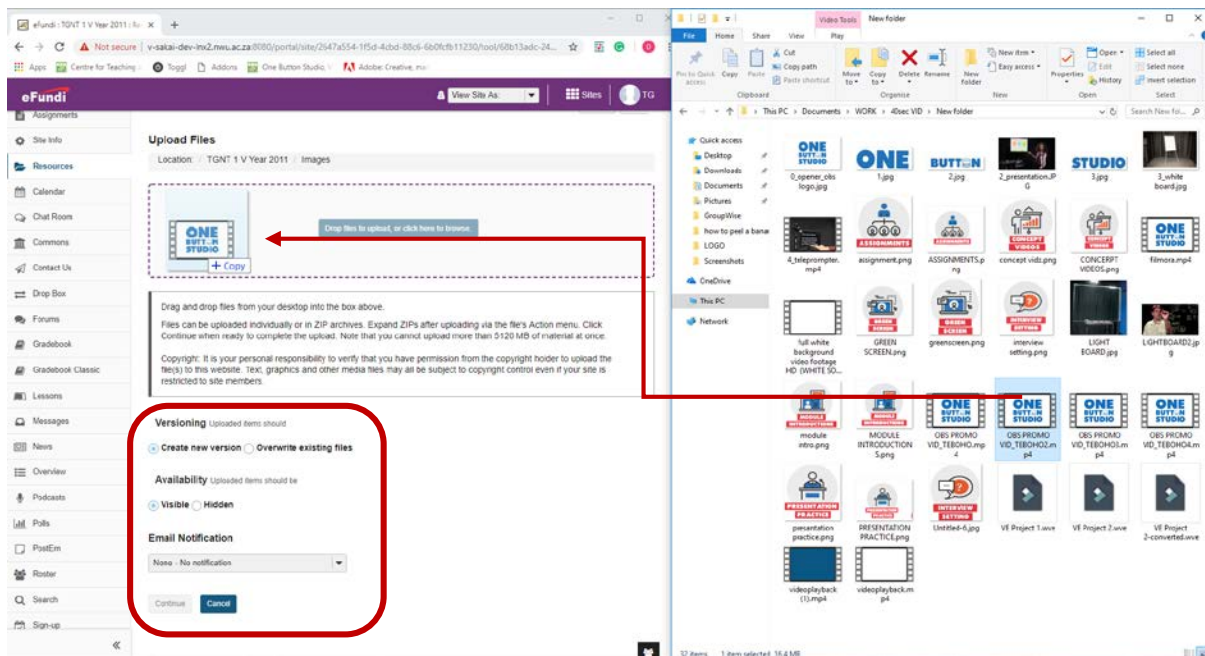 eFundi : TGNT 1 V Year 2011 : Re
Not secure | v-sakai-dev-lnx2.nwu.ac.za:8080/portal/site/2647a554-1f5d-4cbd-88c6-6b0fcfb11230/tool/68b13adc-24...
Apps
Centre for Teaching
Toggl
Addons
One Button Studio
Adobe: Creative, ma
eFundi
View Site As:
Sites
TG
Assignments
Site Info
Resources
Calendar
Chat Room
Commons
Contact Us
Drop Box
Forums
Gradebook
Gradebook Classic
Lessons
Messages
News
Overview
Podcasts
Polls
PostEm
Roster
Search
Sign-up
Upload Files
Location: / TGNT 1 V Year 2011 / Images
ONE
BUTT N
STUDIO
+ Copy
Drop files to upload, or click here to browse.
Drag and drop files from your desktop into the box above.
Files can be uploaded individually or in ZIP archives. Expand ZIPs after uploading via the file's Action menu. Click
Continue when ready to complete the upload. Note that you cannot upload more than 5120 MB of material at once.
Copyright: It is your personal responsibility to verify that you have permission from the copyright holder to upload the
file(s) to this website. Text, graphics and other media files may all be subject to copyright control even if your site is
restricted to site members.
Versioning Uploaded items should
Create new version Overwrite existing files
Availability Uploaded items should be
Visible Hidden
Email Notification
None - No notification
Continue Cancel
Video Tools New folder
File Home Share View Play
Pin to Quick access
Copy
Paste
Cut
Copy path
Paste shortcut
Move to
Copy to
Delete
Rename
New folder
New item
Easy access
Properties
Open
Edit
History
Select all
Select none
Invert selection
Clipboard Organise New Open Select
This PC > Documents > WORK > 40sec VID > New folder
Search New fol...
Quick access
Desktop
Downloads
Documents
Pictures
GroupWise
how to peel a banan
LOGO
Screenshots
OneDrive
This PC
Network
0_opener_obs logo.jpg
1.jpg
2.jpg
2_presentation.JPG
3.jpg
3_white board.jpg
4_teleprompter.mp4
assignment.png
ASSIGNMENTS.png
concept vids.png
CONCERPT VIDEOS.png
filmora.mp4
full white background video footage HD (WHITE SO...
GREEN SCREEN.png
greenscreen.png
interview setting.png
LIGHT BOARD.jpg
LIGHTBOARD2.jpg
module intro.png
MODULE INTRODUCTIONS.png
OBS PROMO VID_TEBOHO.mp4
OBS PROMO VID_TEBOHO2.mp4
OBS PROMO VID_TEBOHO3.mp4
OBS PROMO VID_TEBOHO4.mp4
presentation practice.png
PRESENTATION PRACTICE.png
Untitled-6.jpg
VE Project 1.wve
VE Project 2.wve
VE Project 2-converted.wve
videoplayback (1).mp4
videoplayback.mp4
32 items 1 item selected 16.4 MB